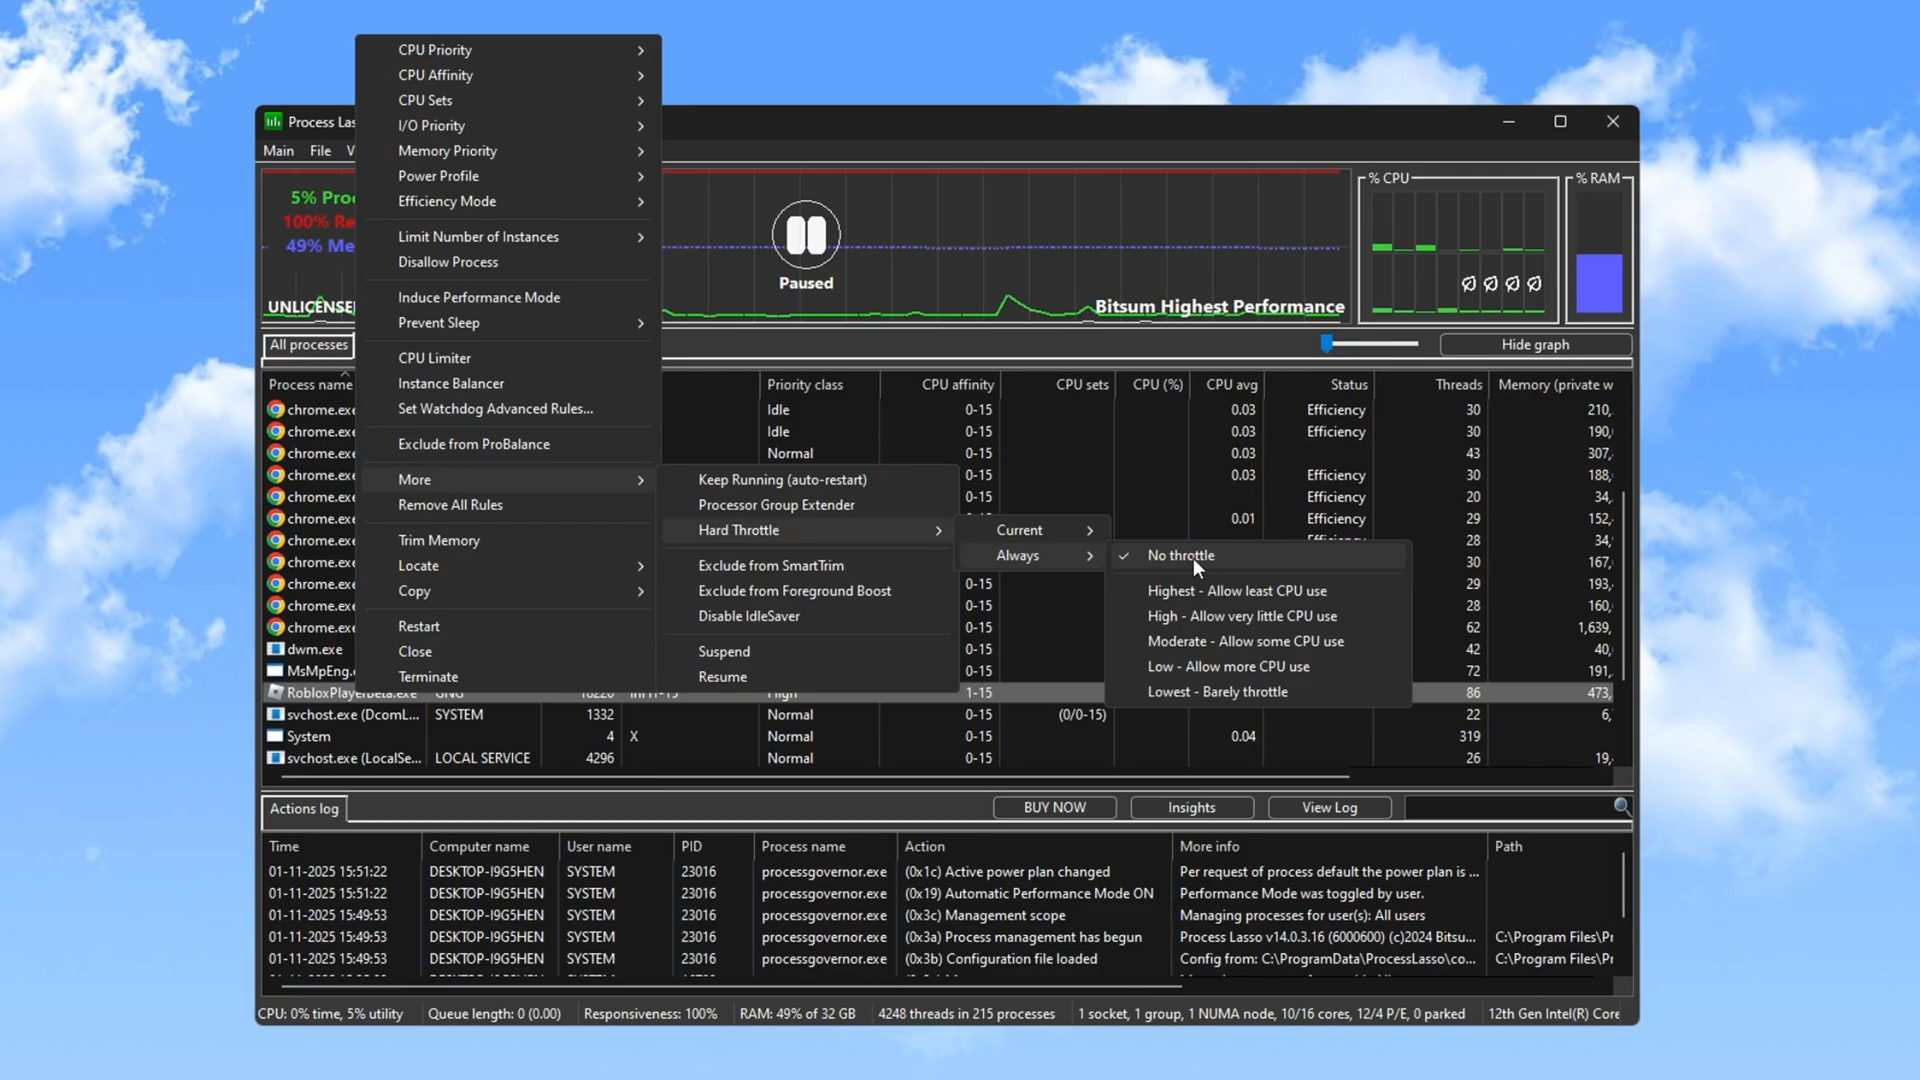 Process Las
Main File V
CPU Priority
CPU Affinity
CPU Sets
I/O Priority
Memory Priority
Power Profile
Efficiency Mode
Limit Number of Instances
Disallow Process
Induce Performance Mode
Prevent Sleep
CPU Limiter
Instance Balancer
Set Watchdog Advanced Rules...
Exclude from ProBalance
More
Remove All Rules
Trim Memory
Locate
Copy
Restart
Close
Terminate
Keep Running (auto-restart)
Processor Group Extender
Hard Throttle
Exclude from SmartTrim
Exclude from Foreground Boost
Disable IdleSaver
Suspend
Resume
Current
Always
No throttle
Highest - Allow least CPU use
High - Allow very little CPU use
Moderate - Allow some CPU use
Low - Allow more CPU use
Lowest - Barely throttle
5% Pro
100% Re
49% Me
UNLICENSE
Paused
Bitsum Highest Performance
% CPU
% RAM
All processes
Hide graph
Process name Priority class CPU affinity CPU sets CPU (%) CPU avg Status Threads Memory (private w
chrome.exe Idle 0-15 0.03 Efficiency 30 210,
chrome.exe Idle 0-15 0.03 Efficiency 30 190,
chrome.exe Normal 0-15 0.03 43 307,
chrome.exe 0-15 0.03 Efficiency 30 188,
chrome.exe 0-15 Efficiency 20 34,
chrome.exe 0.01 Efficiency 29 152,
chrome.exe Efficiency 28 34,
chrome.exe 30 167,
chrome.exe 0-15 29 193,
chrome.exe 0-15 28 160,
chrome.exe 0-15 62 1,639,
dwm.exe 0-15 42 40,
MsMpEng. 0-15 72 191,
RobloxPlayerBeta.exe High 1-15 86 473,
svchost.exe (DcomL... SYSTEM 1332 Normal 0-15 (0/0-15) 22 6,
System 4 X Normal 0-15 0.04 319
svchost.exe (LocalSe... LOCAL SERVICE 4296 Normal 0-15 26 19,
Actions log BUY NOW Insights View Log
Time Computer name User name PID Process name Action More info Path
01-11-2025 15:51:22 DESKTOP-I9G5HEN SYSTEM 23016 processgovernor.exe (0x1c) Active power plan changed Per request of process default the power plan is ...
01-11-2025 15:51:22 DESKTOP-I9G5HEN SYSTEM 23016 processgovernor.exe (0x19) Automatic Performance Mode ON Performance Mode was toggled by user.
01-11-2025 15:49:53 DESKTOP-I9G5HEN SYSTEM 23016 processgovernor.exe (0x3c) Management scope Managing processes for user(s): All users
01-11-2025 15:49:53 DESKTOP-I9G5HEN SYSTEM 23016 processgovernor.exe (0x3a) Process management has begun Process Lasso v14.0.3.16 (6000600) (c)2024 Bitsu... C:\Program Files\Pr
01-11-2025 15:49:53 DESKTOP-I9G5HEN SYSTEM 23016 processgovernor.exe (0x3b) Configuration file loaded Config from: C:\ProgramData\ProcessLasso\co... C:\Program Files\Pr
CPU: 0% time, 5% utility Queue length: 0 (0.00) Responsiveness: 100% RAM: 49% of 32 GB 4248 threads in 215 processes 1 socket, 1 group, 1 NUMA node, 10/16 cores, 12/4 P/E, 0 parked 12th Gen Intel(R) Core